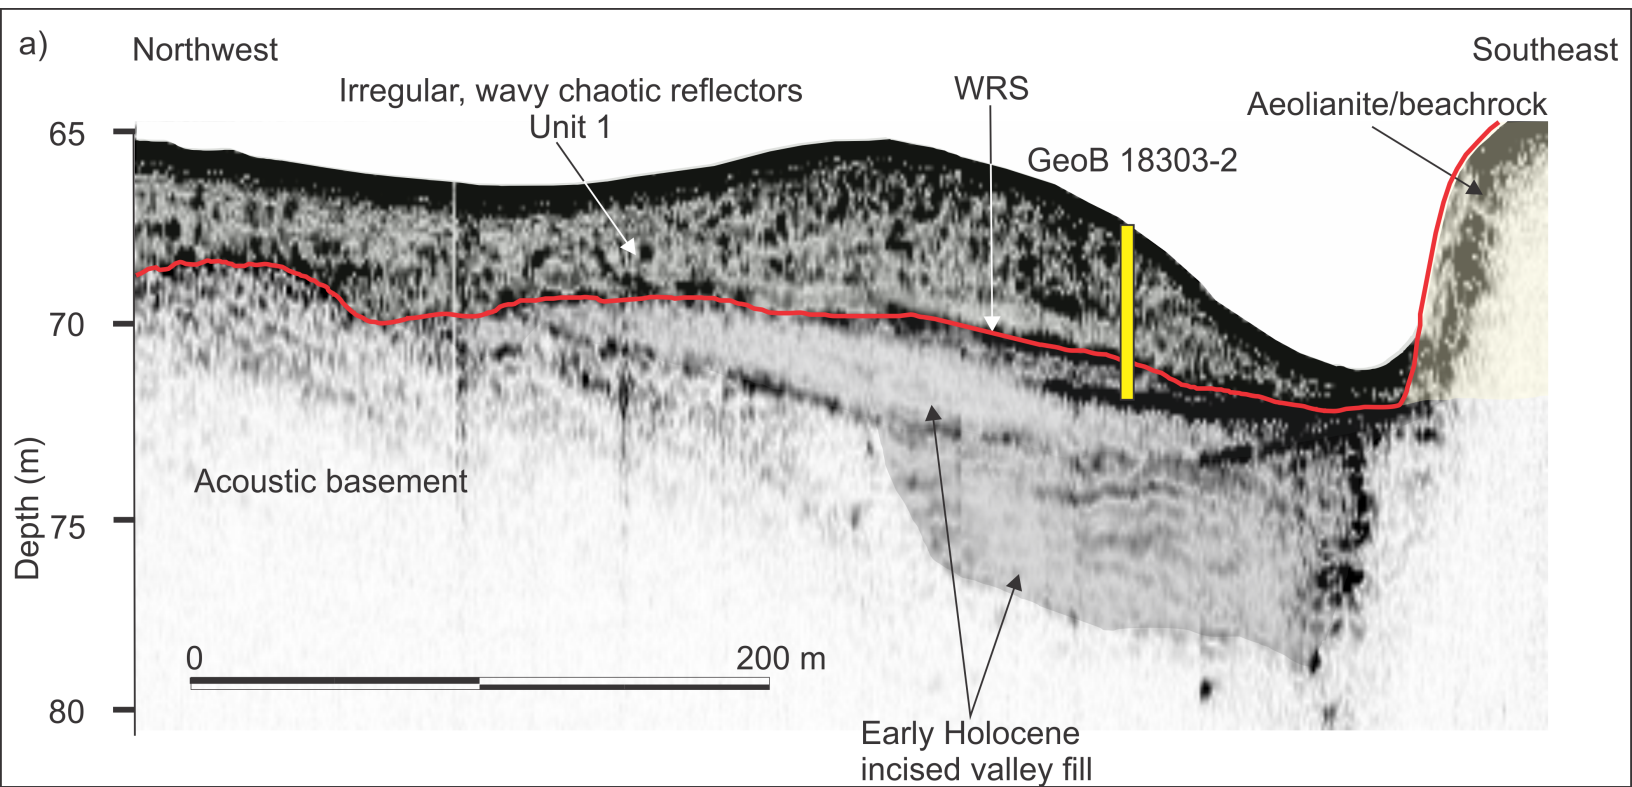 a)
Northwest
Southeast
Irregular, wavy chaotic reflectors
Unit 1
WRS
Aeolianite/beachrock
GeoB 18303-2
65
70
75
80
Depth (m)
Acoustic basement
0
200 m
Early Holocene
incised valley fill